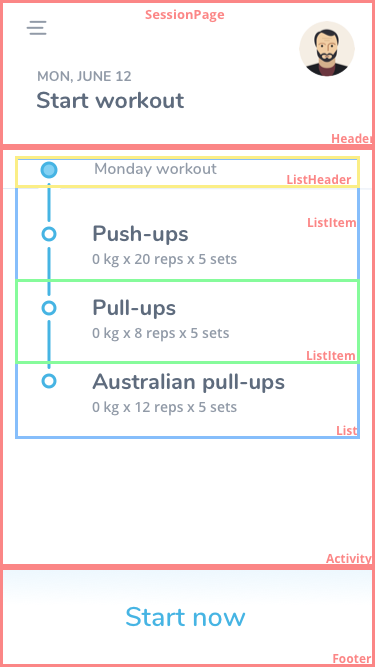 SessionPage
MON, JUNE 12
Start workout
Header
Monday workout
ListHeader
ListItem
Push-ups
0 kg x 20 reps x 5 sets
Pull-ups
0 kg x 8 reps x 5 sets
ListItem
Australian pull-ups
0 kg x 12 reps x 5 sets
List
Activity
Start now
Footer